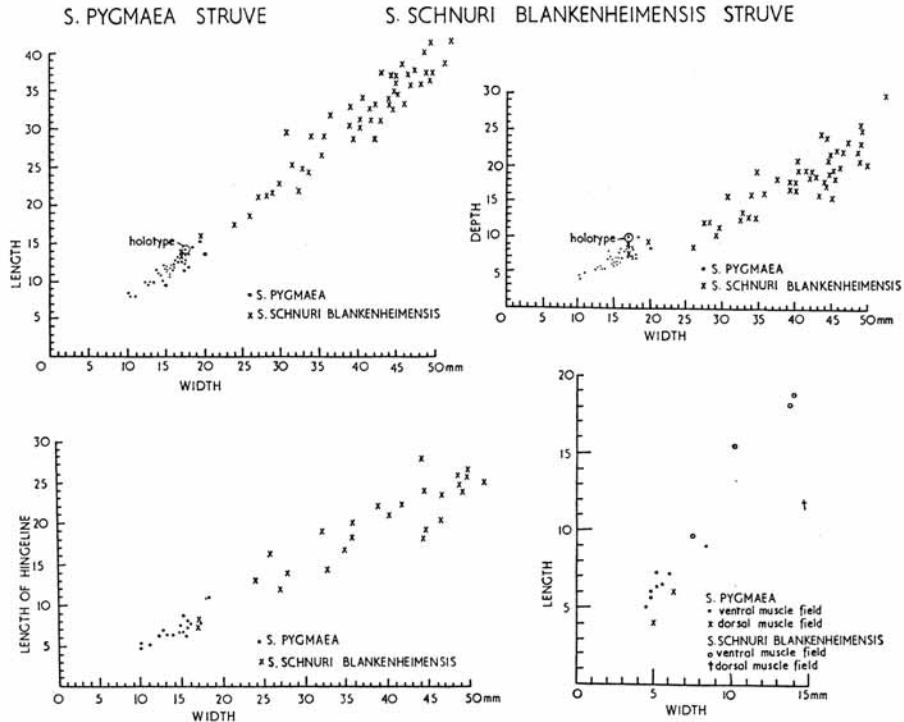 S. PYGMAEA STRUVE
S. SCHNURI BLANKENHEIMENSIS STRUVE
LENGTH
40
35
30
25
20
15
10
5
0
5
10
15
20
25
30
35
40
45
50mm
WIDTH
holotype
S. PYGMAEA
x S. SCHNURI BLANKENHEIMENSIS
DEPTH
30
25
20
15
10
5
0
5
10
15
20
25
30
35
40
45
50mm
WIDTH
holotype
S. PYGMAEA
x S. SCHNURI BLANKENHEIMENSIS
LENGTH OF HINGELINE
30
25
20
15
10
5
0
5
10
15
20
25
30
35
40
45
50mm
WIDTH
S. PYGMAEA
x S. SCHNURI BLANKENHEIMENSIS
LENGTH
20
15
10
5
0
5
10
15mm
WIDTH
S. PYGMAEA
ventral muscle field
x dorsal muscle field
S. SCHNURI BLANKENHEIMENSIS
o ventral muscle field
† dorsal muscle field